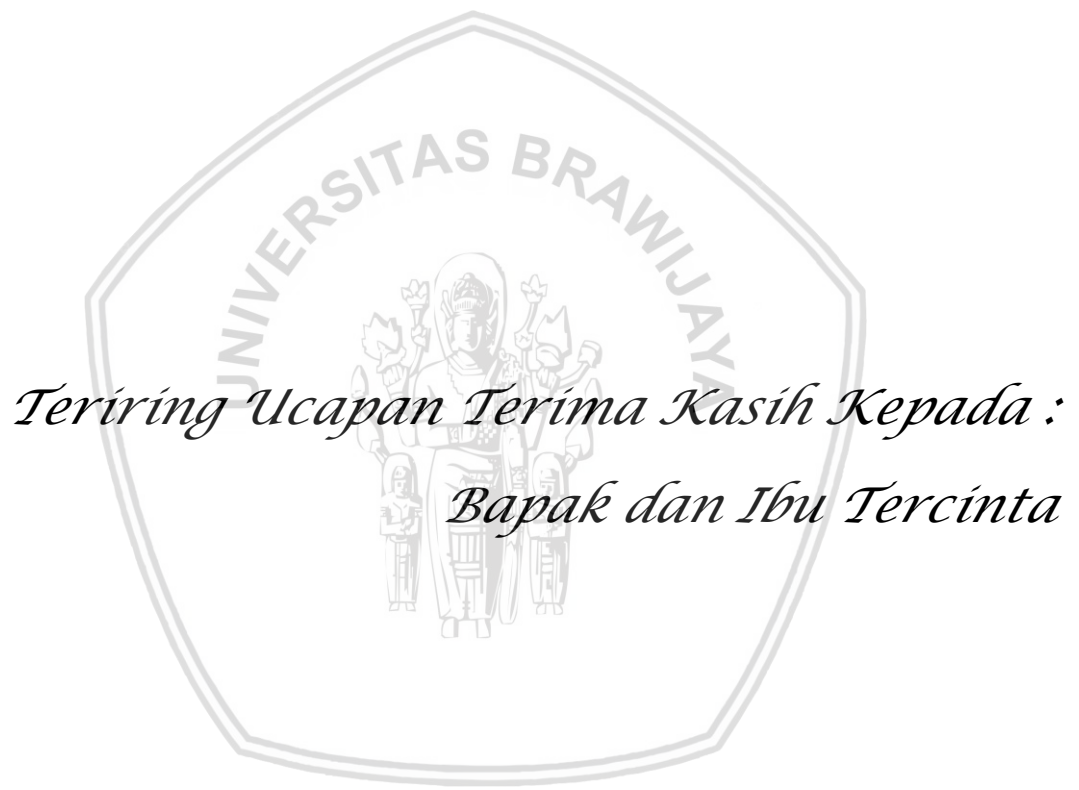 UNIVERSITAS BRAWIJAYA
Teriring Ucapan Terima Kasih Kepada :
Bapak dan Ibu Tercinta